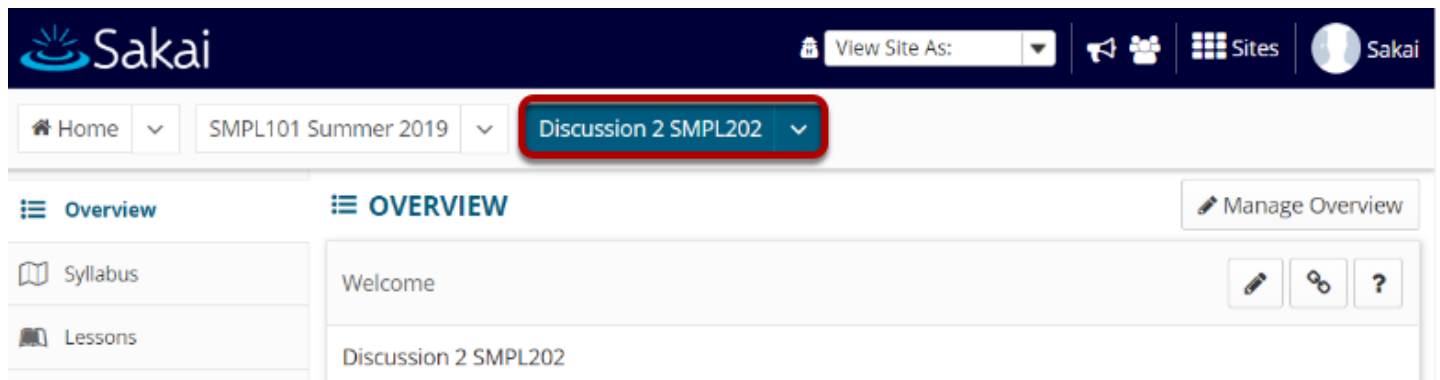 Sakai
View Site As:
Sites
Sakai
Home
SMPL101 Summer 2019
Discussion 2 SMPL202
Overview
OVERVIEW
Manage Overview
Syllabus
Welcome
?
Lessons
Discussion 2 SMPL202